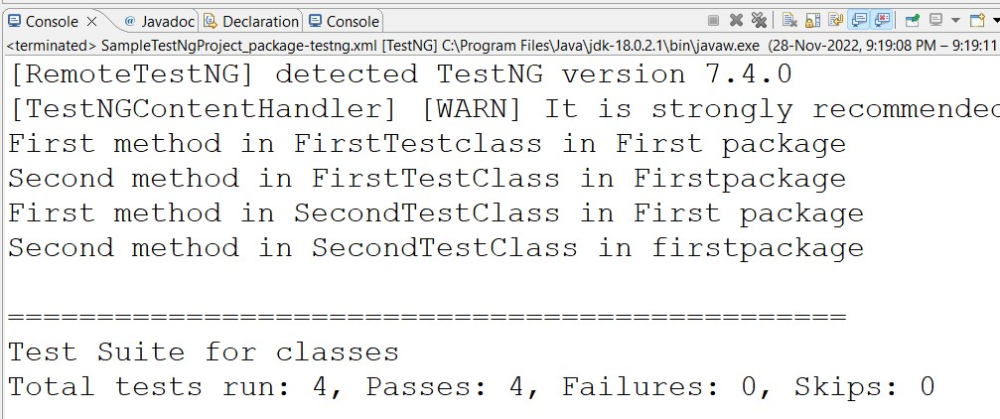 Console Javadoc Declaration Console
<terminated> SampleTestNgProject_package-testng.xml [TestNG] C:\Program Files\Java\jdk-18.0.2.1\bin\javaw.exe (28-Nov-2022, 9:19:08 PM – 9:19:11
[RemoteTestNG] detected TestNG version 7.4.0
[TestNGContentHandler] [WARN] It is strongly recommended
First method in FirstTestclass in First package
Second method in FirstTestClass in Firstpackage
First method in SecondTestClass in First package
Second method in SecondTestClass in firstpackage
===============================================
Test Suite for classes
Total tests run: 4, Passes: 4, Failures: 0, Skips: 0